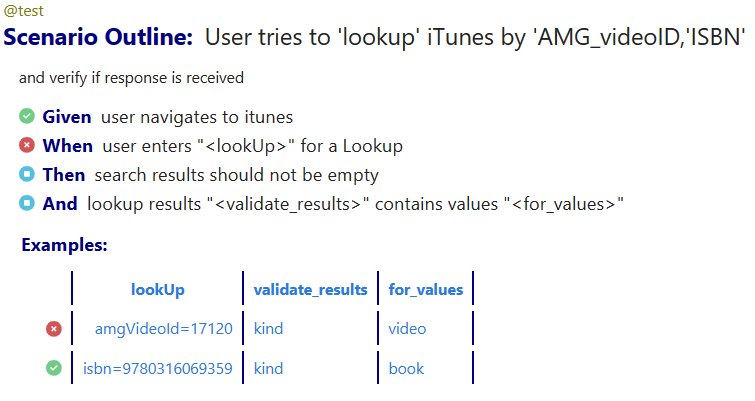 @test
Scenario Outline: User tries to 'lookup' iTunes by 'AMG_videoID,'ISBN'
and verify if response is received
Given user navigates to itunes
When user enters "<lookUp>" for a Lookup
Then search results should not be empty
And lookup results "<validate_results>" contains values "<for_values>"
Examples:
lookUp validate_results for_values
amgVideoId=17120 kind video
isbn=9780316069359 kind book